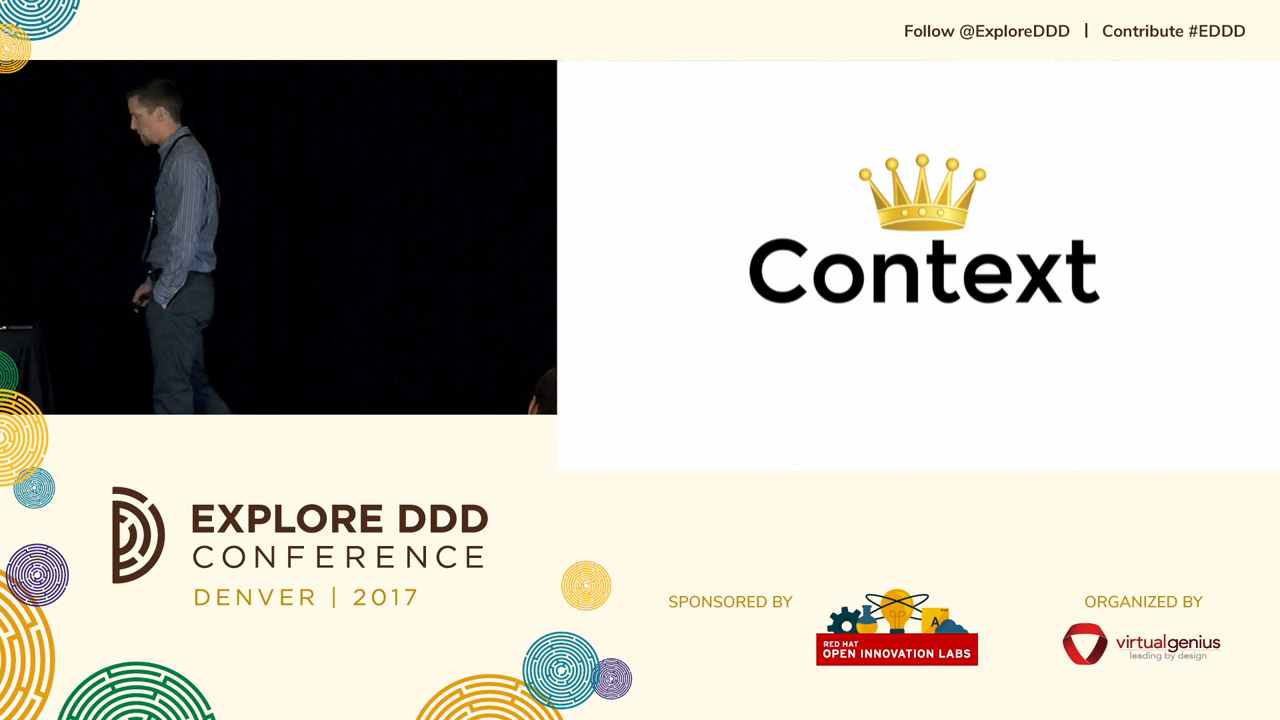 Follow @ExploreDDD | Contribute #EDDD
Context
EXPLORE DDD
CONFERENCE
DENVER | 2017
SPONSORED BY
A
RED HAT
OPEN INNOVATION LABS
ORGANIZED BY
virtualgenius
leading by design